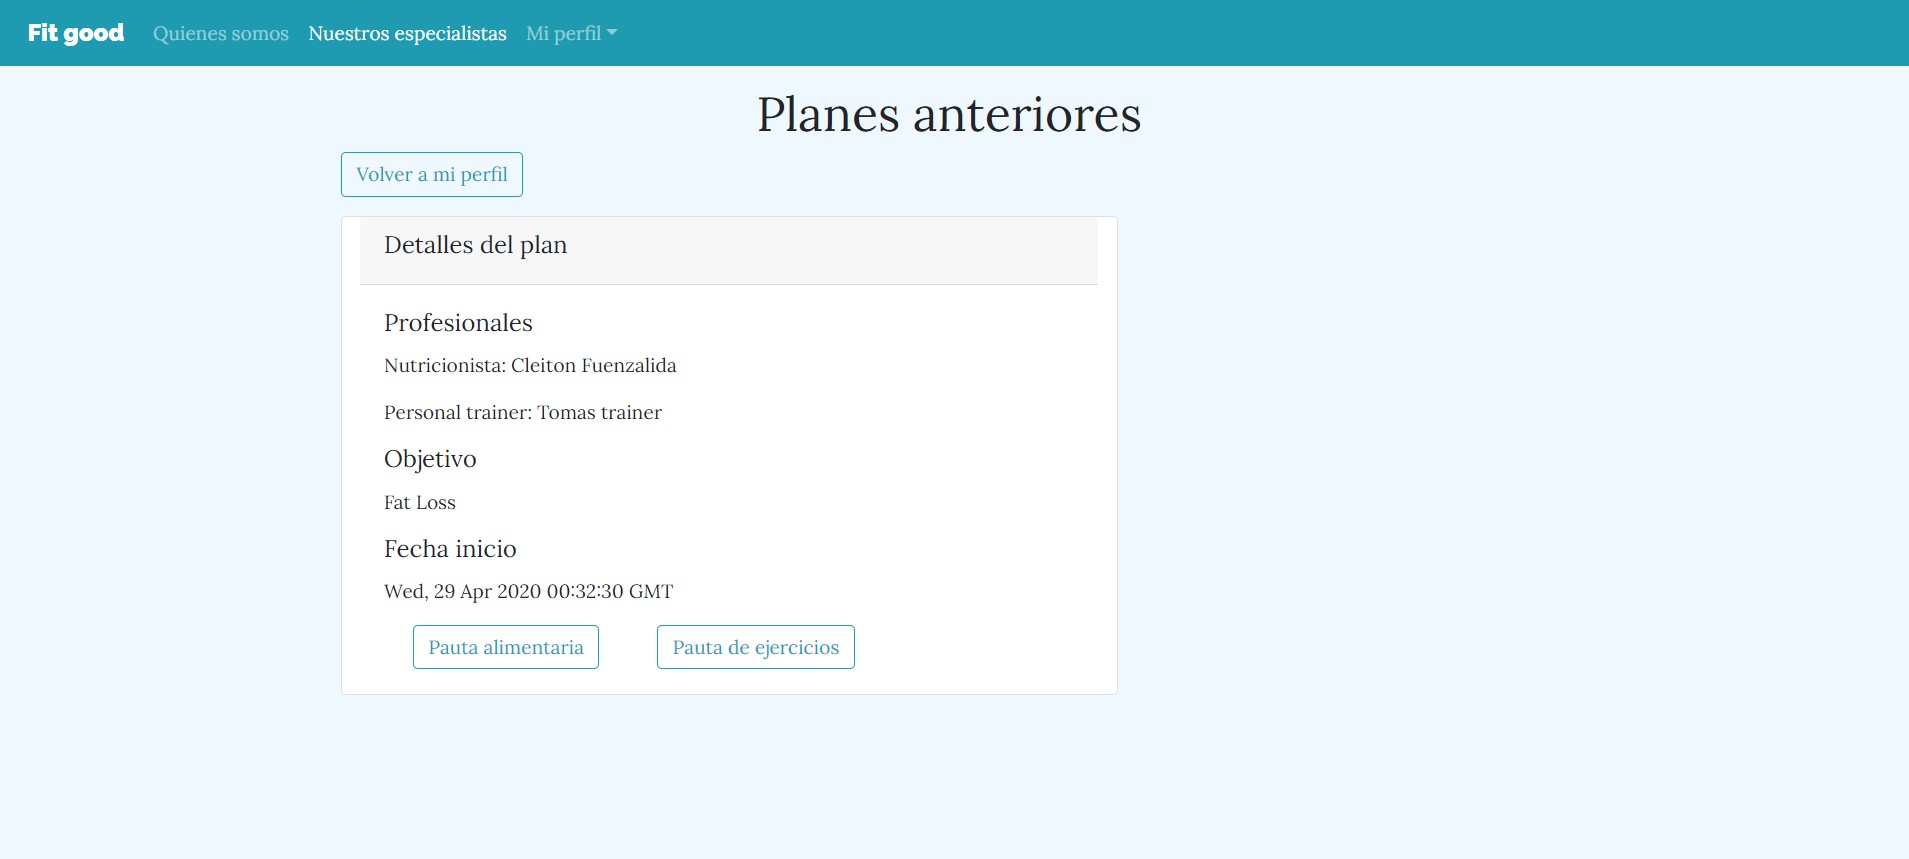 Fit good Quienes somos Nuestros especialistas Mi perfil
Planes anteriores
Volver a mi perfil
Detalles del plan
Profesionales
Nutricionista: Cleiton Fuenzalida
Personal trainer: Tomas trainer
Objetivo
Fat Loss
Fecha inicio
Wed, 29 Apr 2020 00:32:30 GMT
Pauta alimentaria Pauta de ejercicios